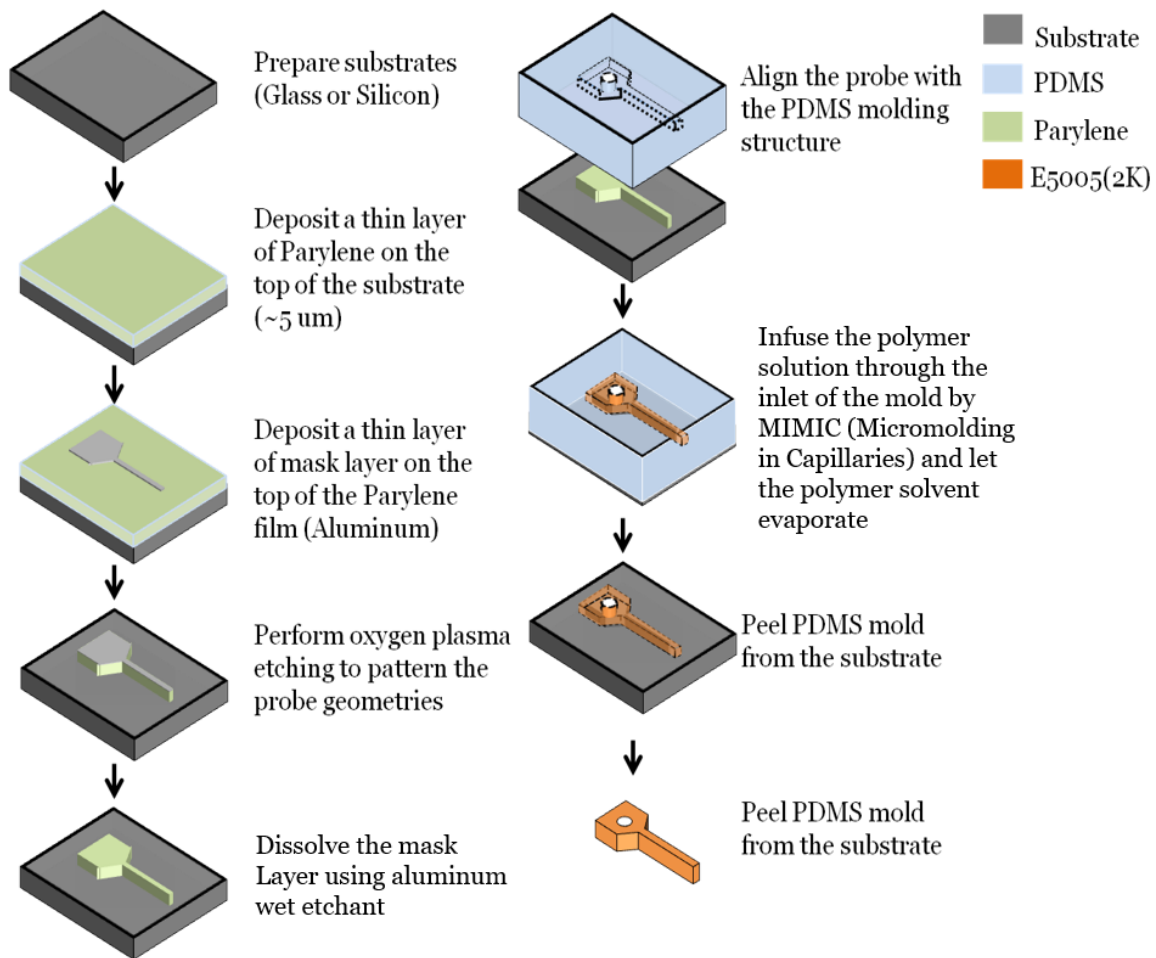 Prepare substrates
(Glass or Silicon)
Deposit a thin layer
of Parylene on the
top of the substrate
(~5 um)
Deposit a thin layer
of mask layer on the
top of the Parylene
film (Aluminum)
Perform oxygen plasma
etching to pattern the
probe geometries
Dissolve the mask
Layer using aluminum
wet etchant
Align the probe with
the PDMS molding
structure
Infuse the polymer
solution through the
inlet of the mold by
MIMIC (Micromolding
in Capillaries) and let
the polymer solvent
evaporate
Peel PDMS mold
from the substrate
Peel PDMS mold
from the substrate
Substrate
PDMS
Parylene
E5005(2K)